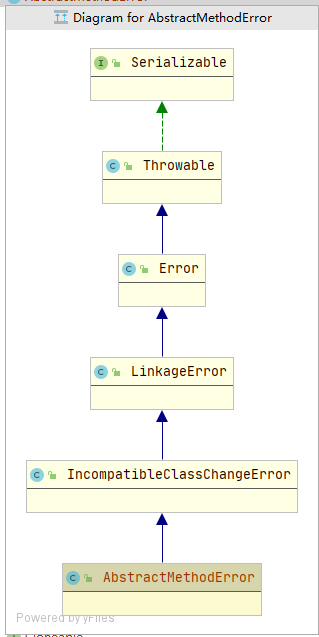 Diagram for AbstractMethodError
I Serializable
C Throwable
C Error
C LinkageError
C IncompatibleClassChangeError
C AbstractMethodError
Powered by yFiles